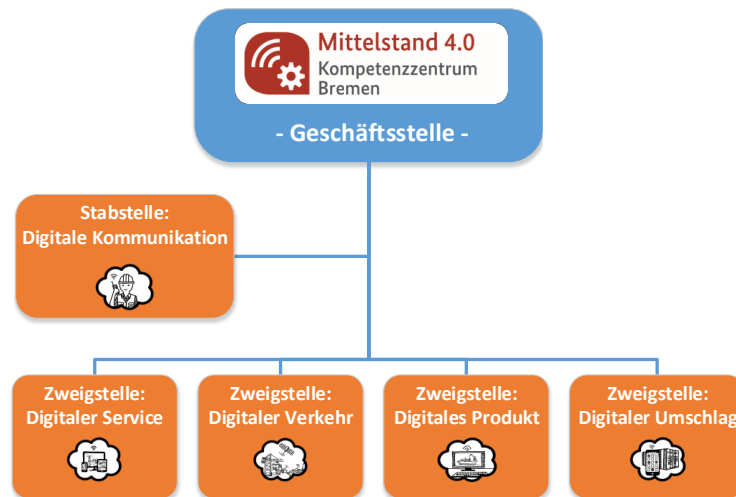 Mittelstand 4.0
Kompetenzzentrum
Bremen
- Geschäftsstelle -
Stabstelle:
Digitale Kommunikation
Zweigstelle:
Digitaler Service
Zweigstelle:
Digitaler Verkehr
Zweigstelle:
Digitales Produkt
Zweigstelle:
Digitaler Umschlag